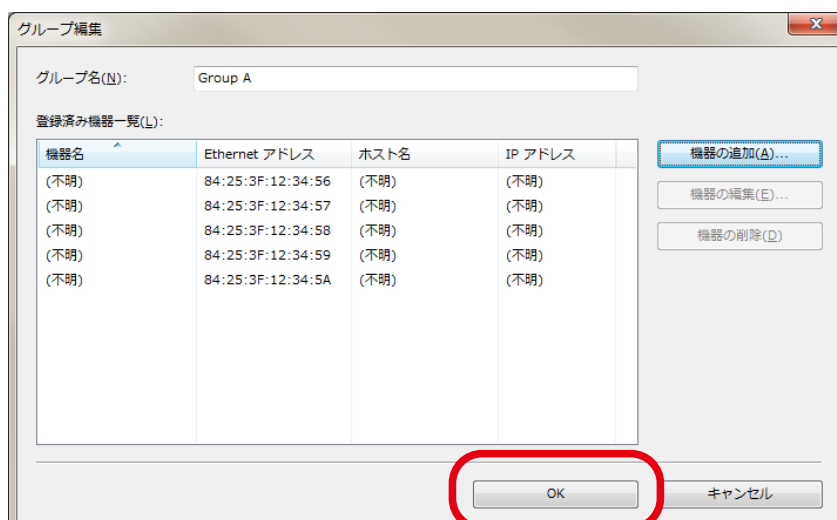 グループ編集
グループ名(N): Group A
登録済み機器一覧(L):
機器名 Ethernet アドレス ホスト名 IP アドレス 機器の追加(A)...
(不明) 84:25:3F:12:34:56 (不明) (不明)
機器の編集(E)...
(不明) 84:25:3F:12:34:57 (不明) (不明)
(不明) 84:25:3F:12:34:58 (不明) (不明) 機器の削除(D)
(不明) 84:25:3F:12:34:59 (不明) (不明)
(不明) 84:25:3F:12:34:5A (不明) (不明)
OK キャンセル